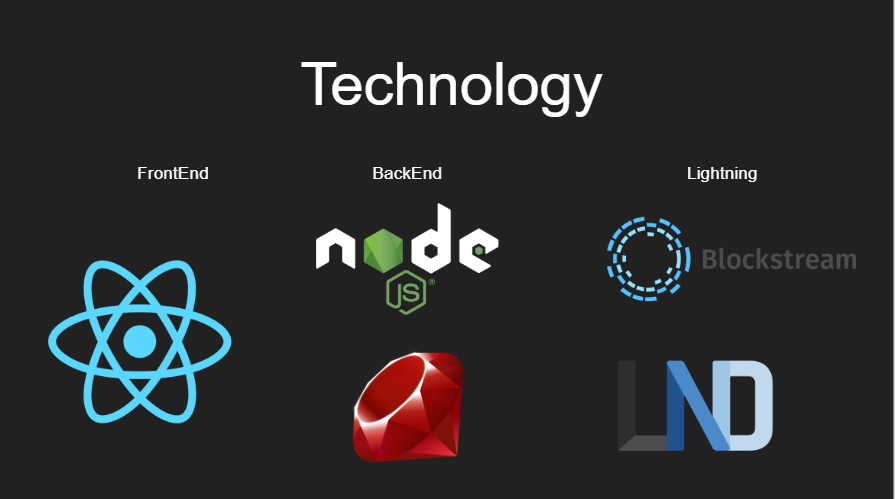 Technology
FrontEnd
BackEnd
Lightning
node
JS®
Blockstream
LND